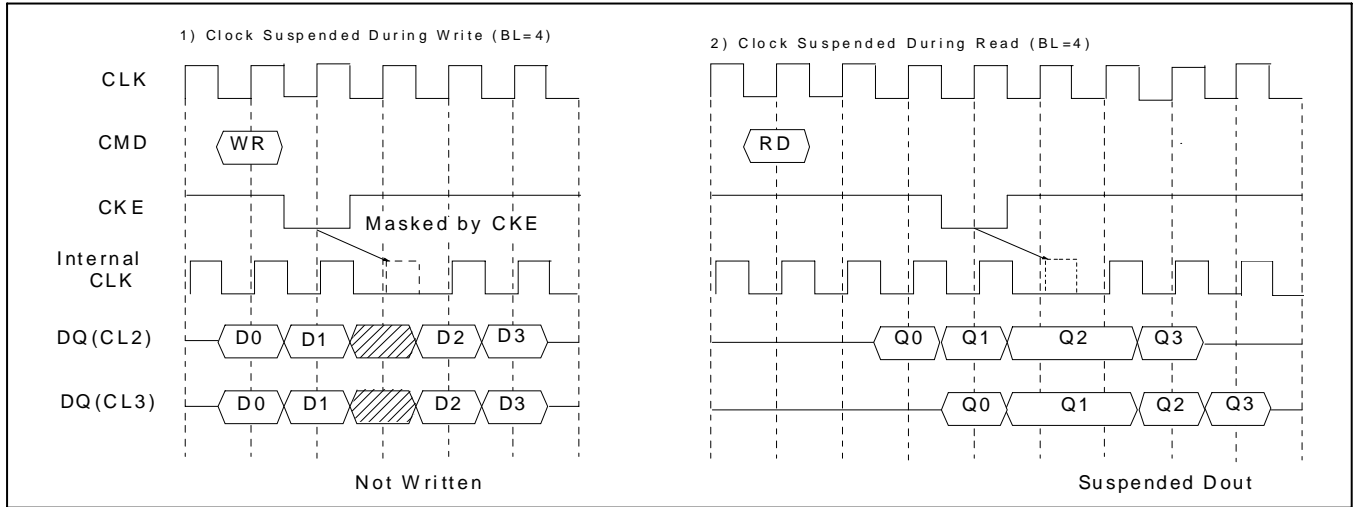 1) Clock Suspended During Write (BL=4)
CLK
CMD
WR
CKE
Masked by CKE
Internal
CLK
DQ(CL2)
D0 D1 D2 D3
DQ(CL3)
D0 D1 D2 D3
Not Written
2) Clock Suspended During Read (BL=4)
RD
Q0 Q1 Q2 Q3
Q0 Q1 Q2 Q3
Suspended Dout